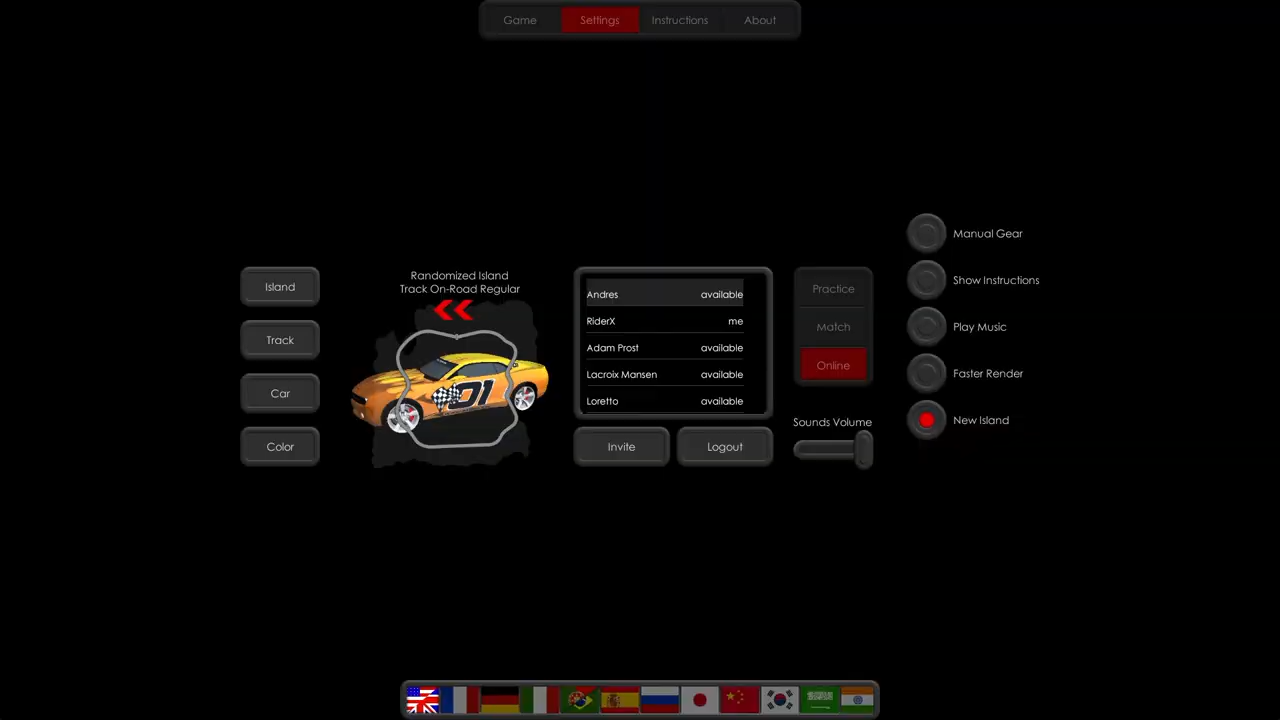 Game
Settings
Instructions
About
Island
Track
Car
Color
Randomized Island
Track On-Road Regular
01
Andres available
RiderX me
Adam Prost available
Lacroix Mansen available
Loretto available
Invite
Logout
Practice
Match
Online
Sounds Volume
Manual Gear
Show Instructions
Play Music
Faster Render
New Island